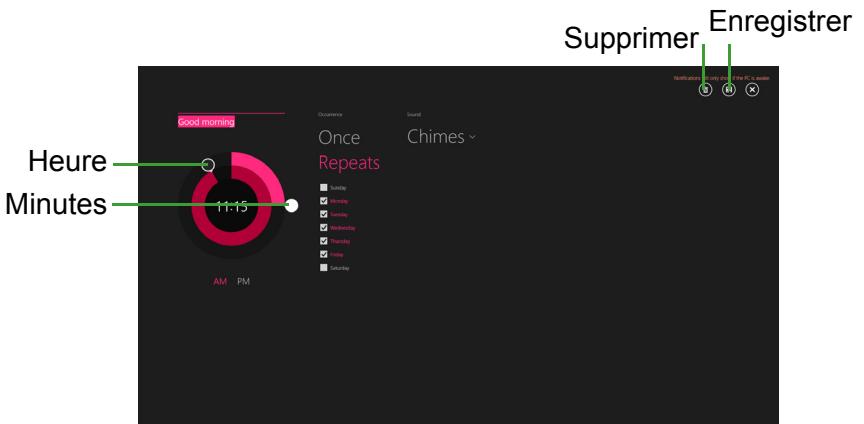 Enregistrer
Supprimer
Notifications will only show if the PC is awake
Good morning
Occurrence
Sound
Once
Chimes
Repeats
Heure
Minutes
11:15
Sunday
Monday
Tuesday
Wednesday
Thursday
Friday
Saturday
AM PM